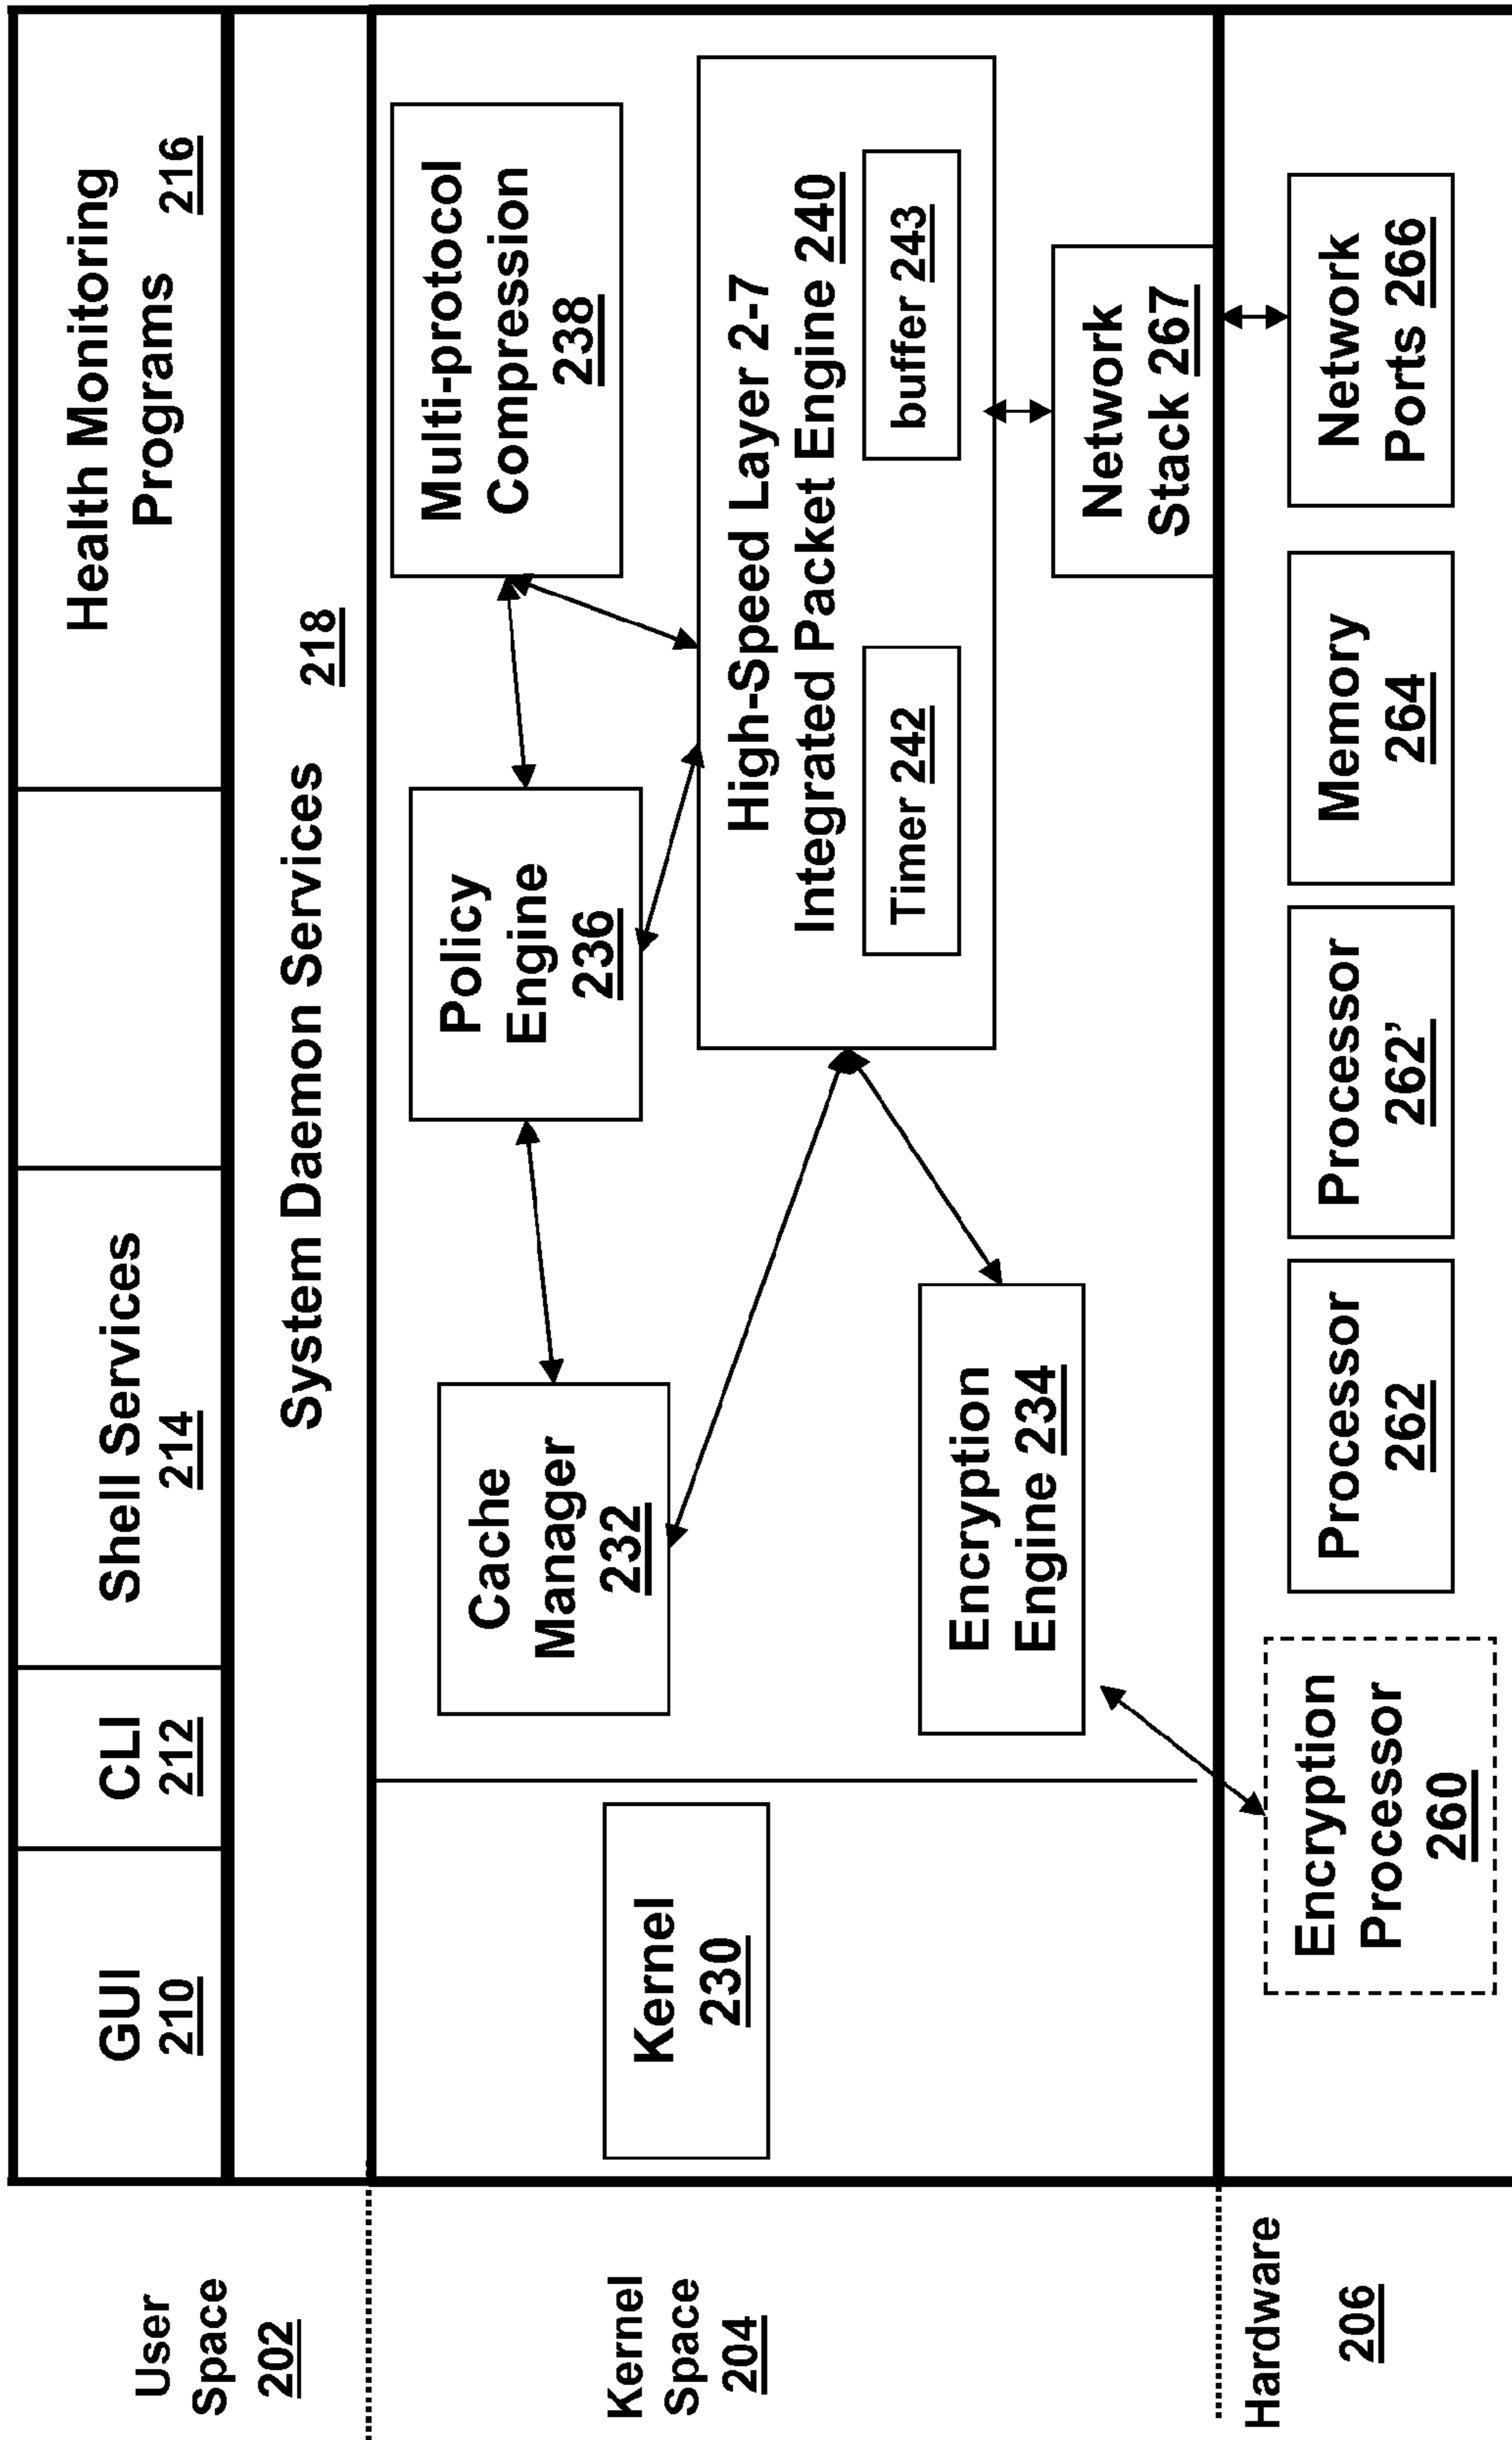 User
Space
202
GUI
210
CLI
212
Shell Services
214
Health Monitoring
Programs 216
System Daemon Services 218
Kernel
Space
204
Kernel
230
Cache
Manager
232
Policy
Engine
236
Multi-protocol
Compression
238
High-Speed Layer 2-7
Integrated Packet Engine 240
Timer 242
buffer 243
Encryption
Engine 234
Network
Stack 267
Hardware
206
Encryption
Processor
260
Processor
262
Processor
262’
Memory
264
Network
Ports 266